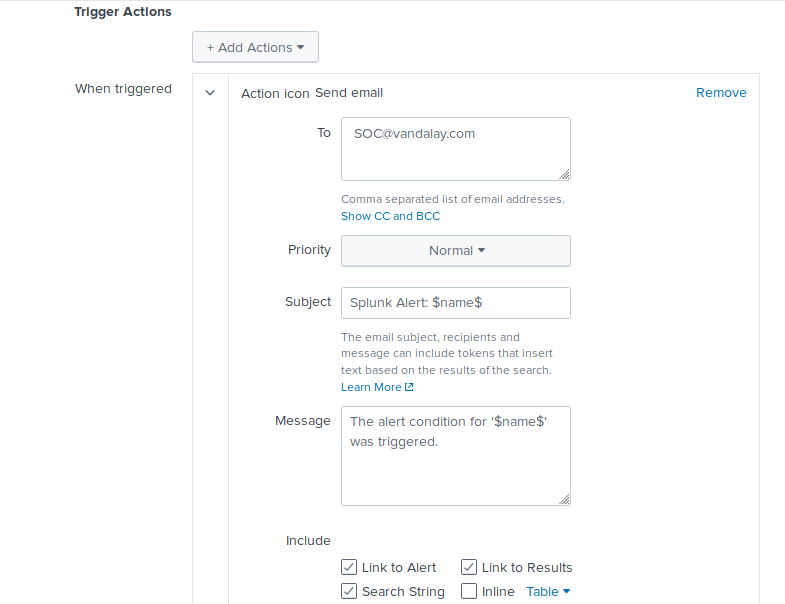 Trigger Actions
+ Add Actions
When triggered
Action icon Send email
Remove
To
SOC@vandalay.com
Comma separated list of email addresses.
Show CC and BCC
Priority
Normal
Subject
Splunk Alert: $name$
The email subject, recipients and
message can include tokens that insert
text based on the results of the search.
Learn More
Message
The alert condition for '$name$'
was triggered.
Include
Link to Alert
Link to Results
Search String
Inline Table